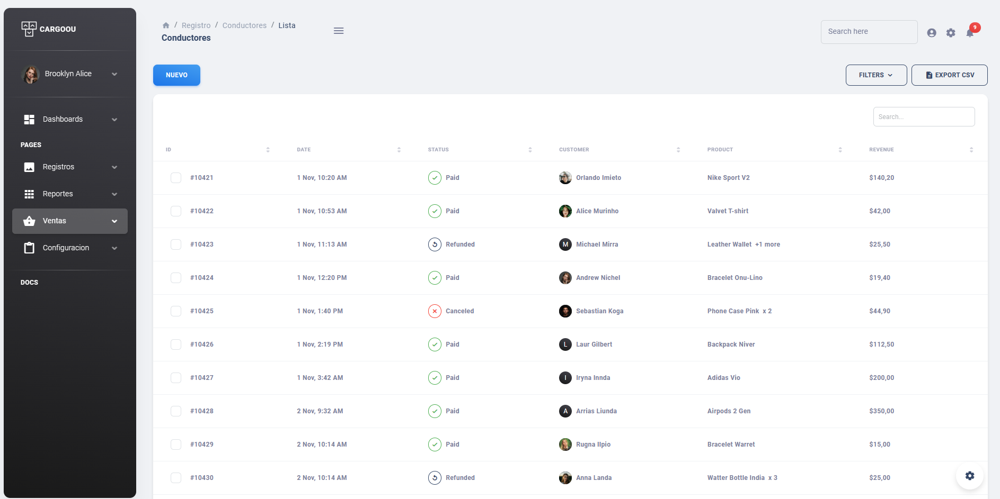 CARGOOU
Brooklyn Alice
Dashboards
PAGES
Registros
Reportes
Ventas
Configuracion
DOCS
/ Registro / Conductores / Lista
Conductores
Search here
9
NUEVO
FILTERS
EXPORT CSV
Search...
ID DATE STATUS CUSTOMER PRODUCT REVENUE
#10421 1 Nov, 10:20 AM Paid Orlando Imieto Nike Sport V2 $140,20
#10422 1 Nov, 10:53 AM Paid Alice Murinho Valvet T-shirt $42,00
#10423 1 Nov, 11:13 AM Refunded M Michael Mirra Leather Wallet +1 more $25,50
#10424 1 Nov, 12:20 PM Paid Andrew Nichel Bracelet Onu-Lino $19,40
#10425 1 Nov, 1:40 PM Canceled Sebastian Koga Phone Case Pink x 2 $44,90
#10426 1 Nov, 2:19 PM Paid L Laur Gilbert Backpack Niver $112,50
#10427 1 Nov, 3:42 AM Paid I Iryna Innda Adidas Vio $200,00
#10428 2 Nov, 9:32 AM Paid A Arrias Liunda Airpods 2 Gen $350,00
#10429 2 Nov, 10:14 AM Paid Rugna Ilpio Bracelet Warret $15,00
#10430 2 Nov, 10:14 AM Refunded Anna Landa Watter Bottle India x 3 $25,00